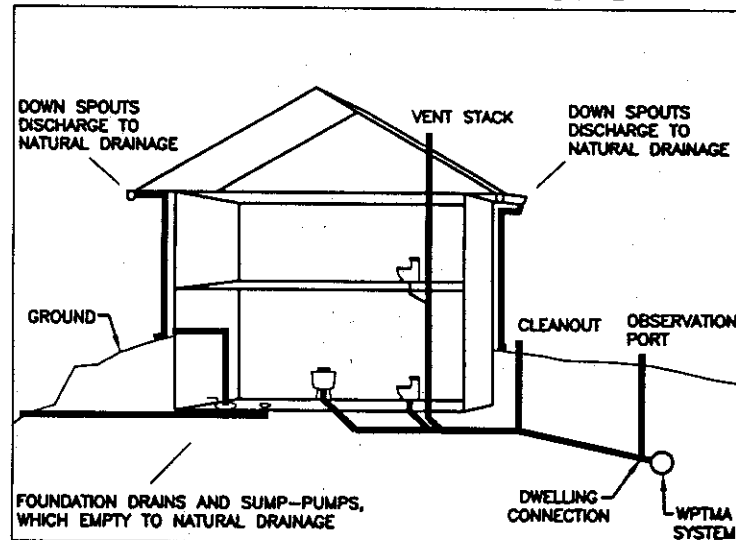 DOWN SPOUTS
DISCHARGE TO
NATURAL DRAINAGE
VENT STACK
DOWN SPOUTS
DISCHARGE TO
NATURAL DRAINAGE
GROUND
CLEANOUT
OBSERVATION
PORT
FOUNDATION DRAINS AND SUMP-PUMPS,
WHICH EMPTY TO NATURAL DRAINAGE
DWELLING
CONNECTION
WPTMA
SYSTEM